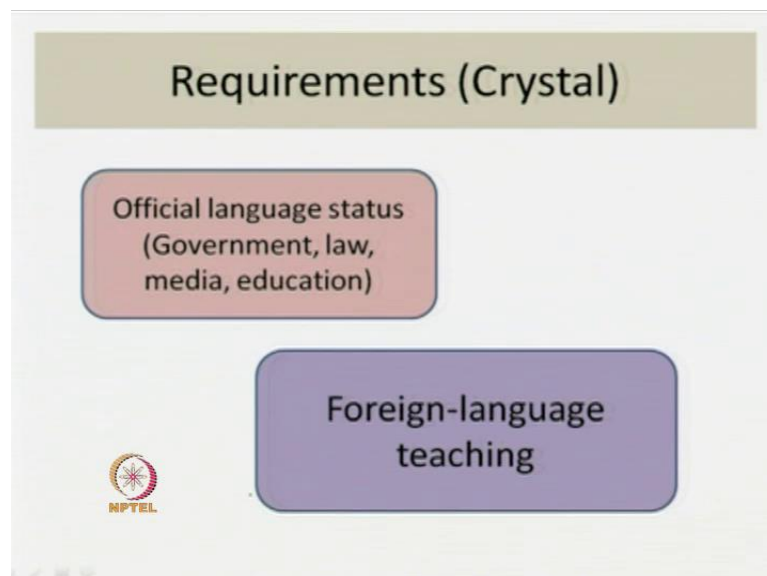 Requirements (Crystal)
Official language status
(Government, law,
media, education)
Foreign-language
teaching
NPTEL